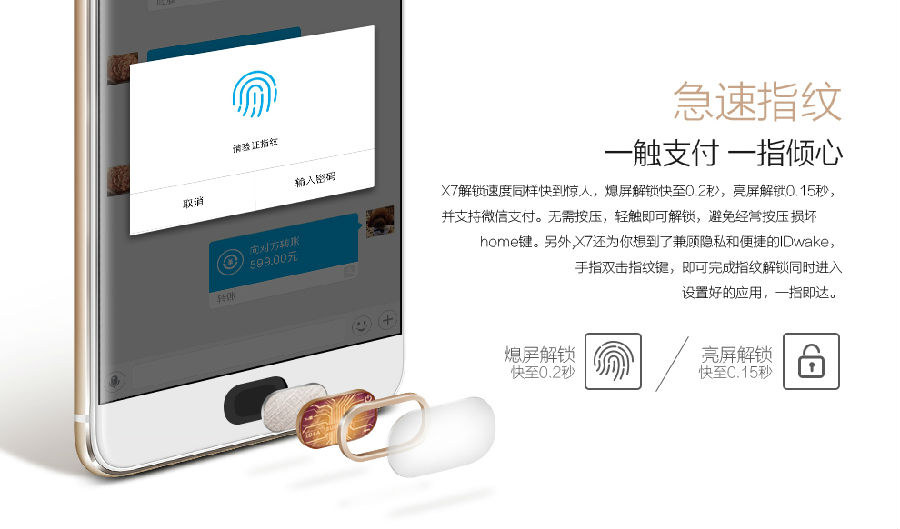 请验证指纹
取消
输入密码
向对方转账
599.00元
转账
急速指纹
一触支付 一指倾心
X7解锁速度同样快到惊人，熄屏解锁快至0.2秒，亮屏解锁0.15秒，
并支持微信支付。无需按压，轻触即可解锁，避免经常按压损坏
home键。另外,X7还为你想到了兼顾隐私和便捷的IDwake，
手指双击指纹键，即可完成指纹解锁同时进入
设置好的应用，一指即达。
熄屏解锁
快至0.2秒
亮屏解锁
快至0.15秒